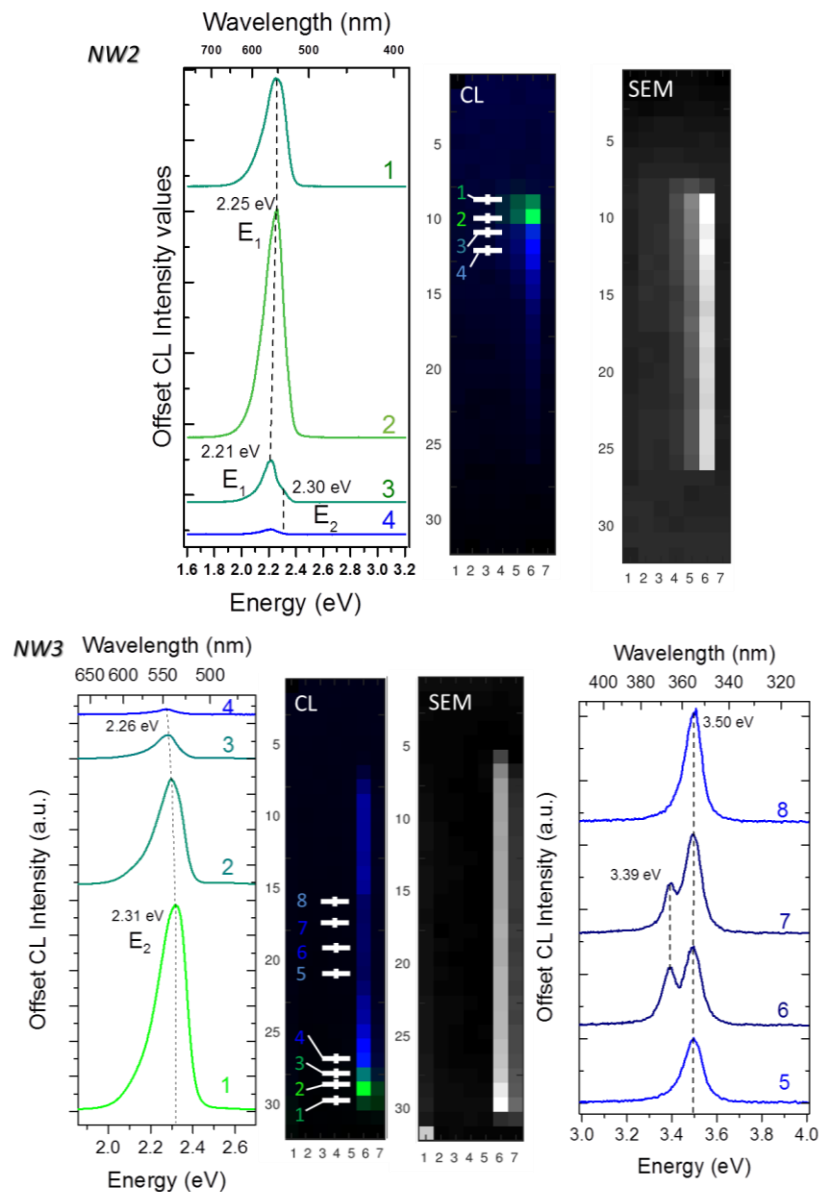 Wavelength (nm)
NW2
700 600 500 400
CL
SEM
Offset CL Intensity values
1
2.25 eV
E1
2
2.21 eV
E1
2.30 eV
3
E2
4
1.6 1.8 2.0 2.2 2.4 2.6 2.8 3.0 3.2
Energy (eV)
5
10
15
20
25
30
1
2
3
4
1 2 3 4 5 6 7
5
10
15
20
25
30
1 2 3 4 5 6 7
NW3
Wavelength (nm)
650 600 550 500
Offset CL Intensity (a.u.)
4
2.26 eV
3
2
2.31 eV
E2
1
2.0 2.2 2.4 2.6
Energy (eV)
CL
5
10
15
20
25
30
8
7
6
5
4
3
2
1
1 2 3 4 5 6 7
SEM
5
10
15
20
25
30
1 2 3 4 5 6 7
Wavelength (nm)
400 380 360 340 320
Offset CL Intensity (a.u.)
3.50 eV
8
3.39 eV
7
6
5
3.0 3.2 3.4 3.6 3.8 4.0
Energy (eV)